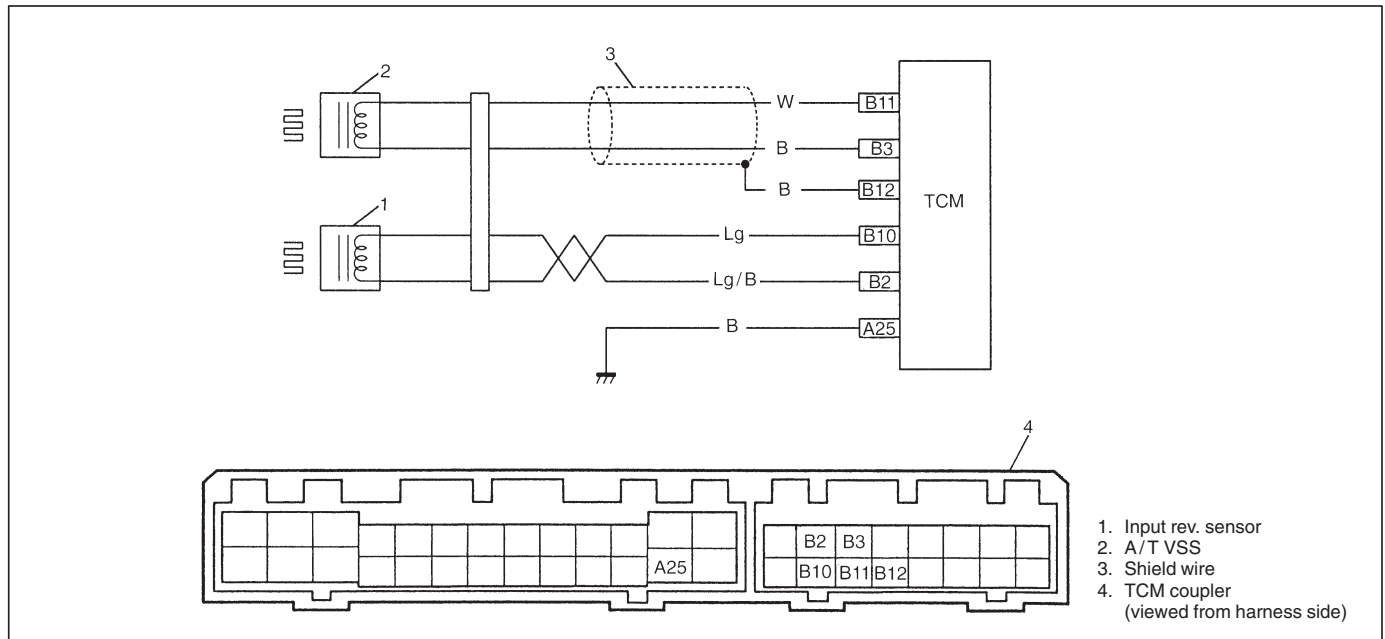 3
2
W
B11
B
B3
B
B12
TCM
1
Lg
B10
Lg/B
B2
B
A25
4
B2 B3
A25
B10 B11 B12
1. Input rev. sensor
2. A/T VSS
3. Shield wire
4. TCM coupler
(viewed from harness side)